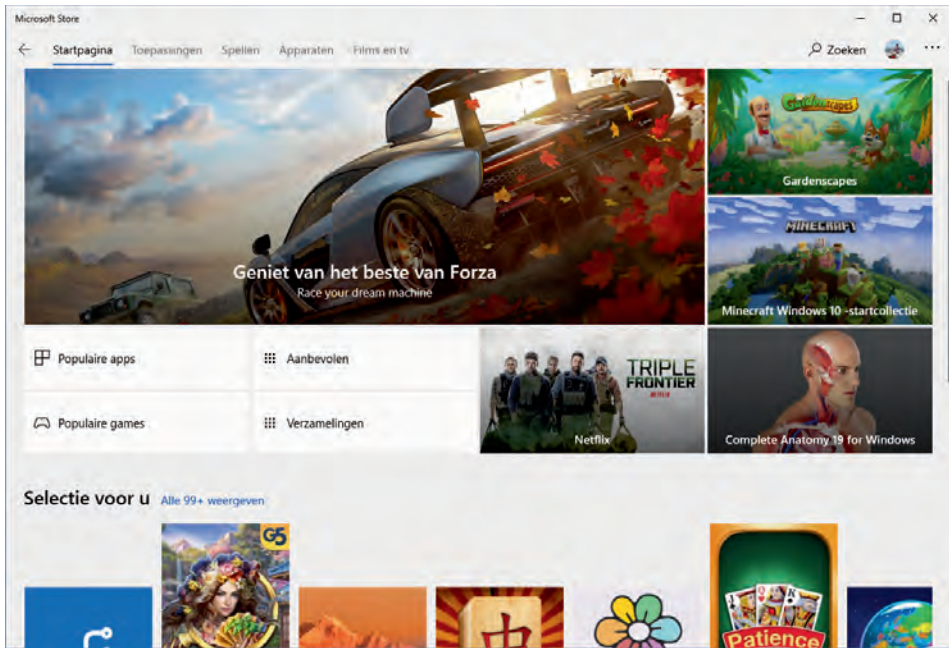 Microsoft Store
Startpagina Toepassingen Spellen Apparaten Films en tv Zoeken
Gardenscapes
Gardenscapes
MINECRAFT
Geniet van het beste van Forza
Race your dream machine
Minecraft Windows 10 -startcollectie
Populaire apps
Aanbevolen
TRIPLE
FRONTIER
NETFLIX
Populaire games
Verzamelingen
Netflix
Complete Anatomy 19 for Windows
Selectie voor u Alle 99+ weergeven
G5
中
J Q K
Patience